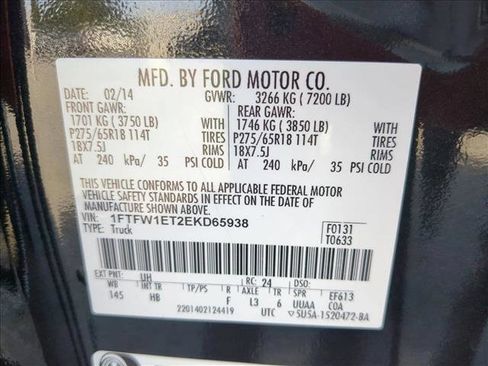 MFD. BY FORD MOTOR CO.
DATE: 02/14 GVWR: 3266 KG ( 7200 LB)
FRONT GAWR: REAR GAWR:
1701 KG ( 3750 LB) WITH 1746 KG ( 3850 LB) WITH
P275/65R18 114T TIRES P275/65R18 114T TIRES
18X7.5J RIMS 18X7.5J RIMS
AT 240 kPa/ 35 PSI COLD AT 240 kPa/ 35 PSI COLD
THIS VEHICLE CONFORMS TO ALL APPLICABLE FEDERAL MOTOR
VEHICLE SAFETY STANDARDS IN EFFECT ON THE DATE OF
MANUFACTURE SHOWN ABOVE.
VIN: 1FTFW1ET2EKD65938 F0131
TYPE: Truck T0633
EXT PNT: UH RC: 24
WB INT TR TP/PS R AXLE TR SPR EF613
145 HB F L3 6 UUAA COA
2201402124419 UTC 5U5A-1520472-BA